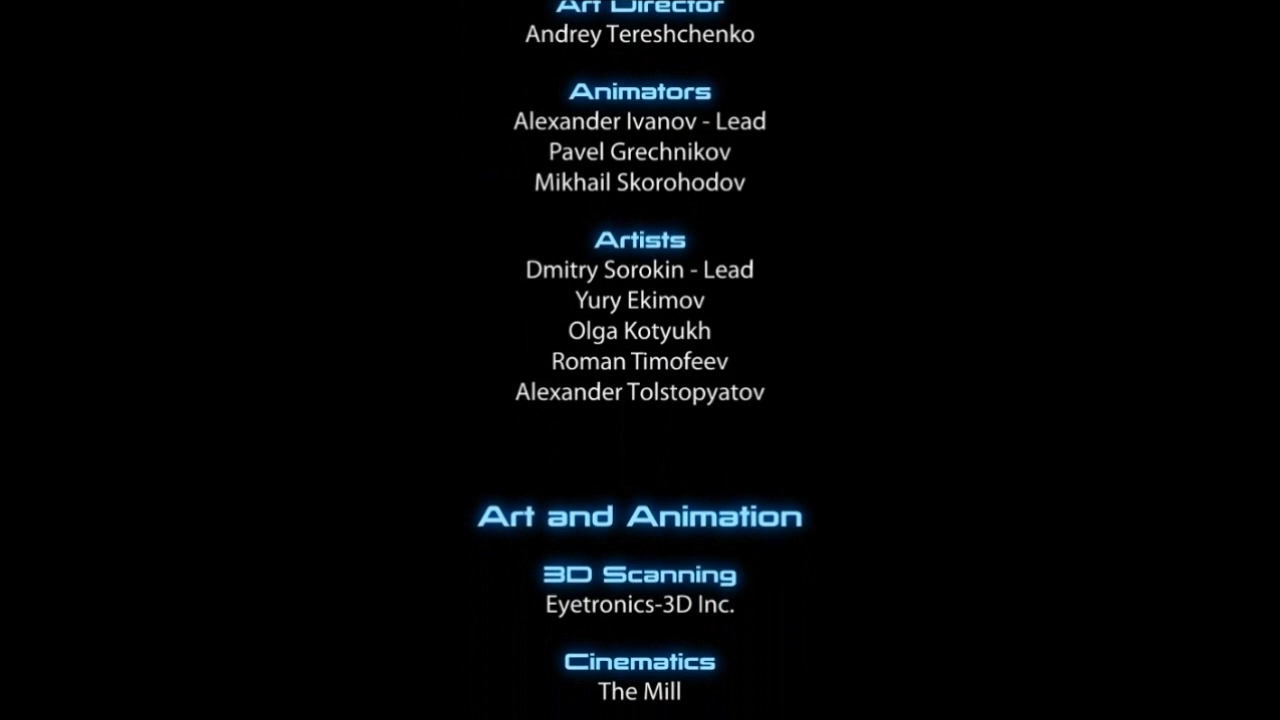 Art Director
Andrey Tereshchenko
Animators
Alexander Ivanov - Lead
Pavel Grechnikov
Mikhail Skorohodov
Artists
Dmitry Sorokin - Lead
Yury Ekimov
Olga Kotyukh
Roman Timofeev
Alexander Tolstopyatov
Art and Animation
3D Scanning
Eyetronics-3D Inc.
Cinematics
The Mill